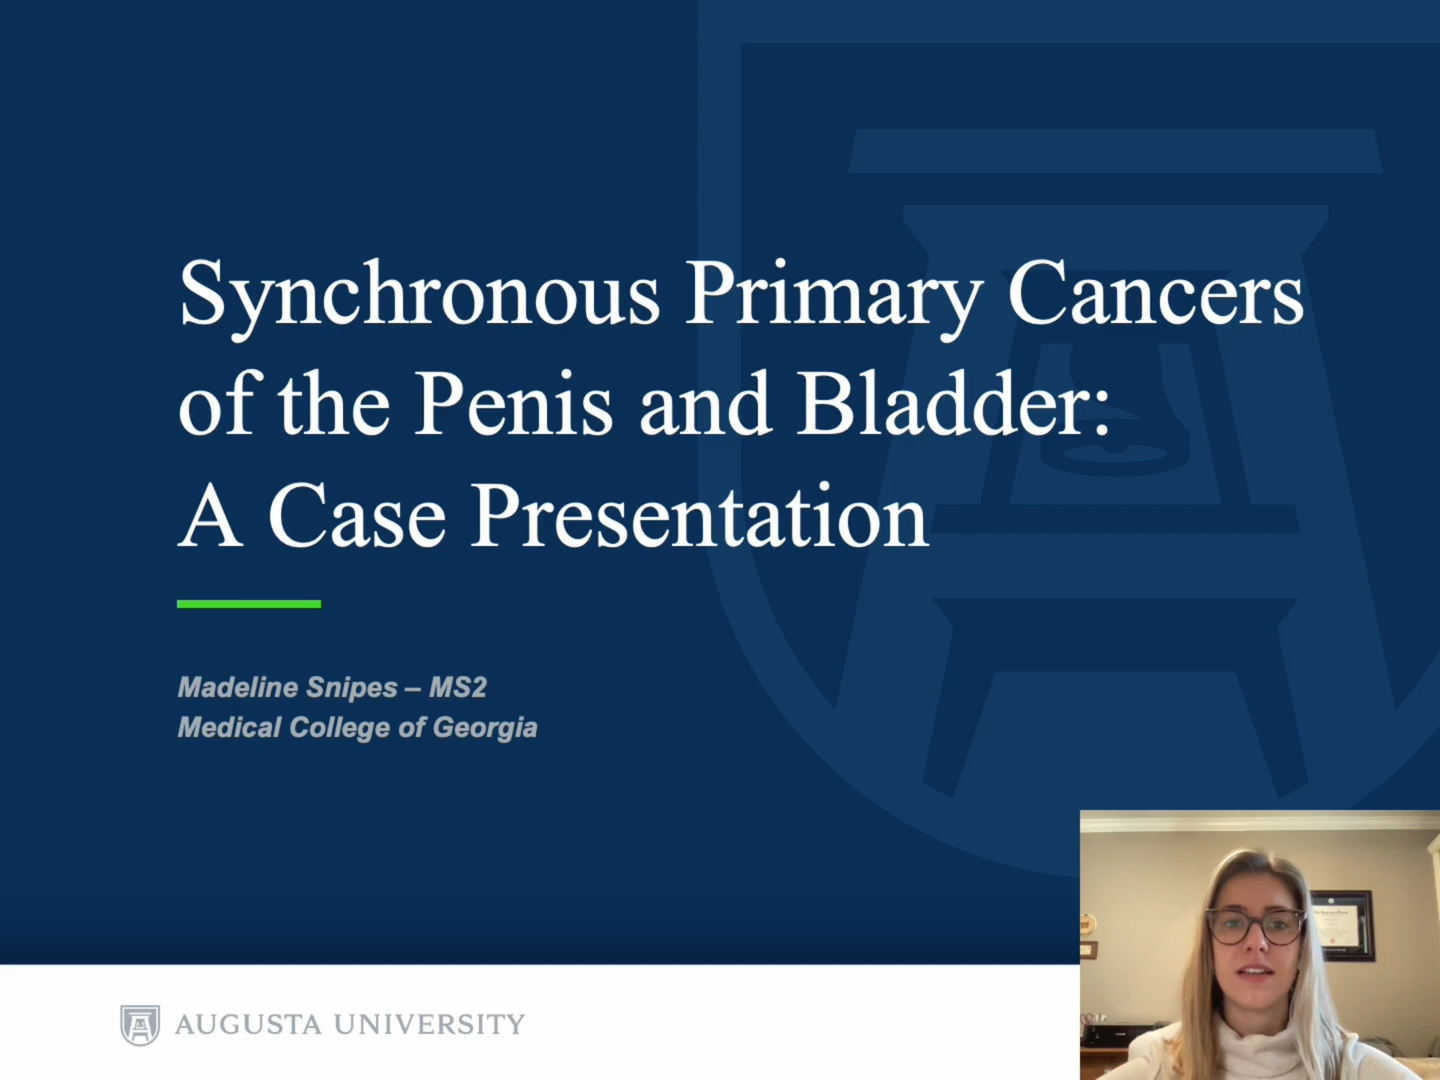 Synchronous Primary Cancers
of the Penis and Bladder:
A Case Presentation
Madeline Snipes – MS2
Medical College of Georgia
AUGUSTA UNIVERSITY